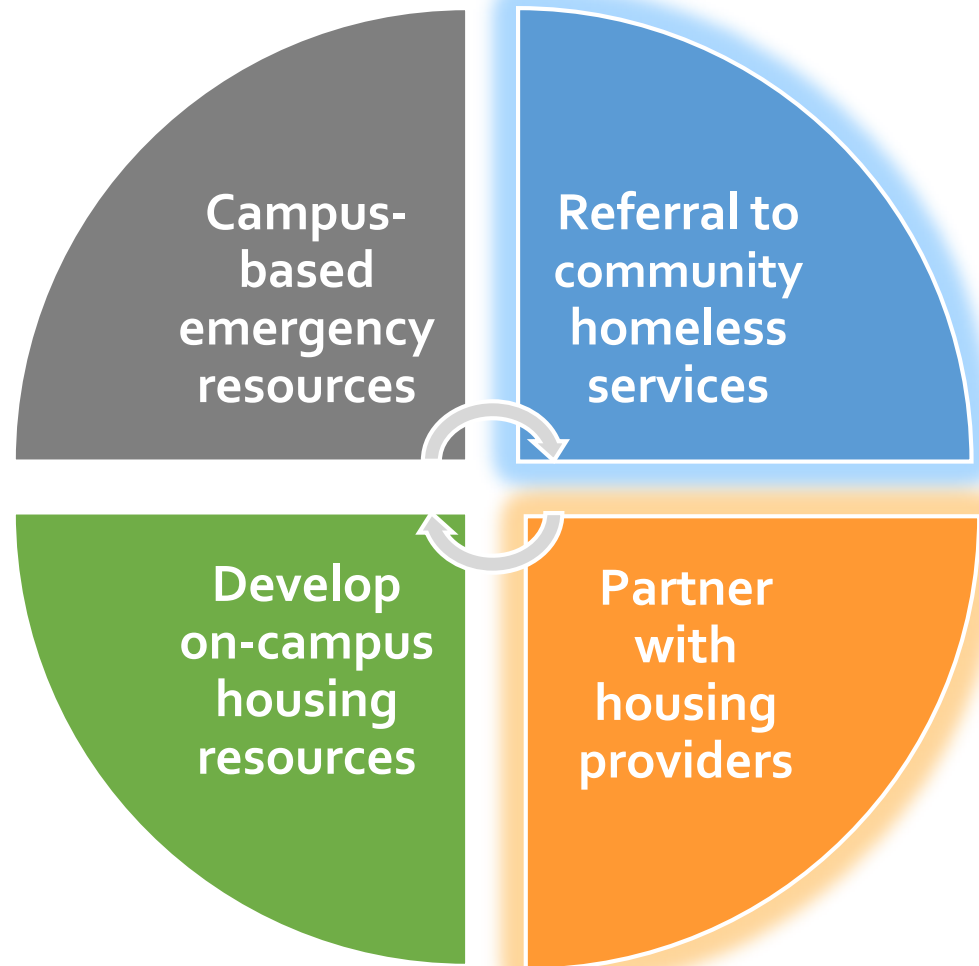 Campus-
based
emergency
resources
Referral to
community
homeless
services
Develop
on-campus
housing
resources
Partner
with
housing
providers